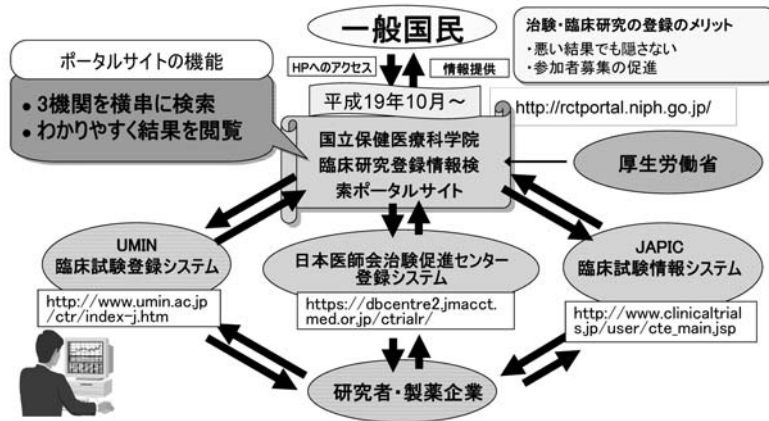 一般国民
治験・臨床研究の登録のメリット
・悪い結果でも隠さない
・参加者募集の促進
ポータルサイトの機能
• 3機関を横串に検索
• わかりやすく結果を閲覧
HPへのアクセス
情報提供
平成19年10月~
http://rctportal.niph.go.jp/
国立保健医療科学院
臨床研究登録情報検
索ポータルサイト
厚生労働省
UMIN
臨床試験登録システム
http://www.umin.ac.jp
/ctr/index-j.htm
日本医師会治験促進センター
登録システム
https://dbcentre2.jmacct.
med.or.jp/ctrialr/
JAPIC
臨床試験情報システム
http://www.clinicaltrial
s.jp/user/cte_main.jsp
研究者・製薬企業